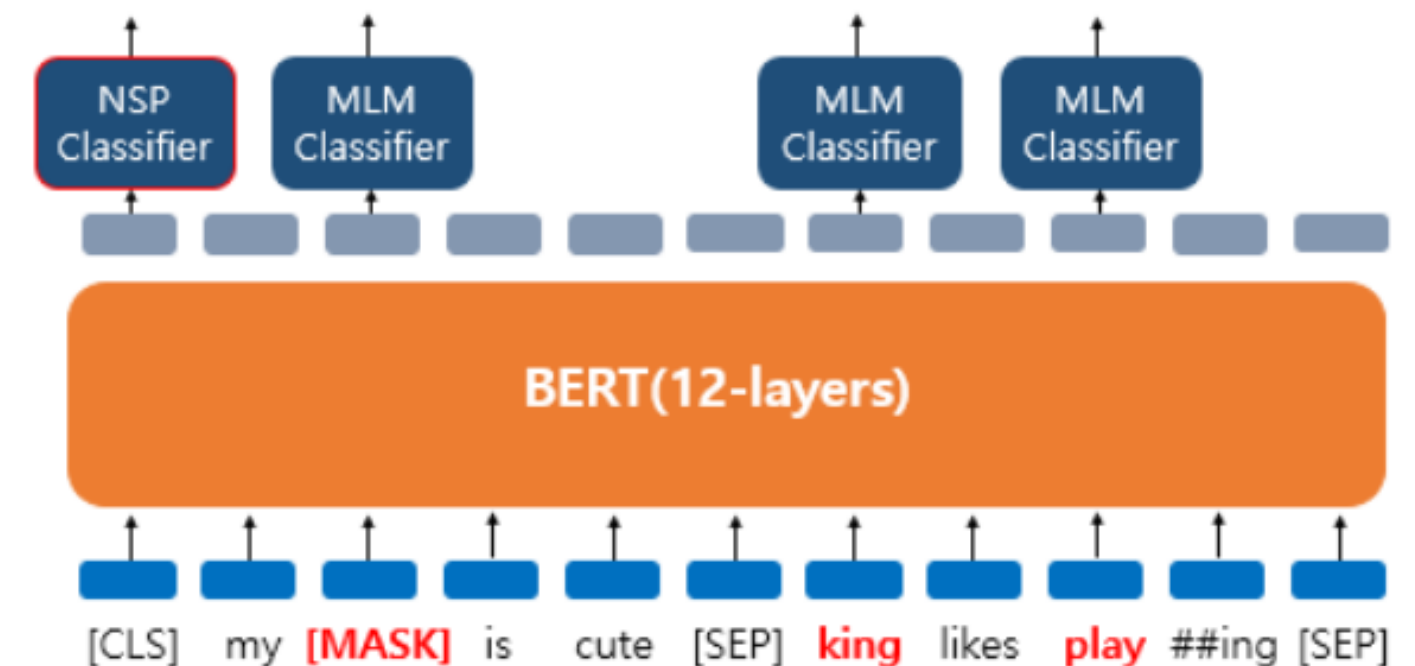 NSP
Classifier
MLM
Classifier
MLM
Classifier
MLM
Classifier
BERT(12-layers)
[CLS] my [MASK] is cute [SEP] king likes play ##ing [SEP]